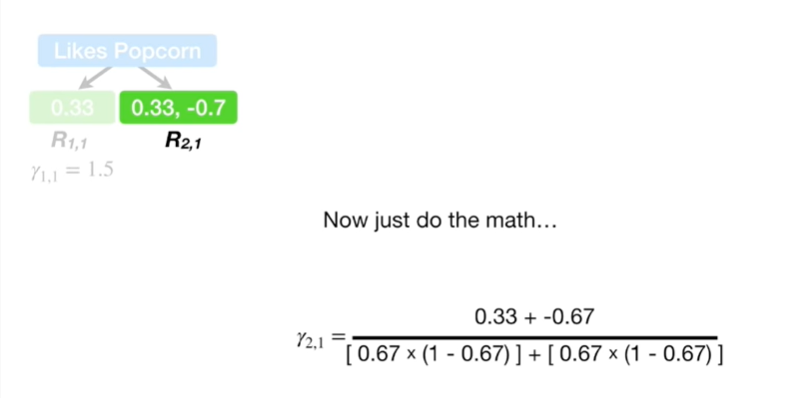 Likes Popcorn
0.33 0.33, -0.7
R1,1 R2,1
γ1,1 = 1.5
Now just do the math…
0.33 + -0.67
γ2,1 =
[ 0.67 × (1 - 0.67) ] + [ 0.67 × (1 - 0.67) ]